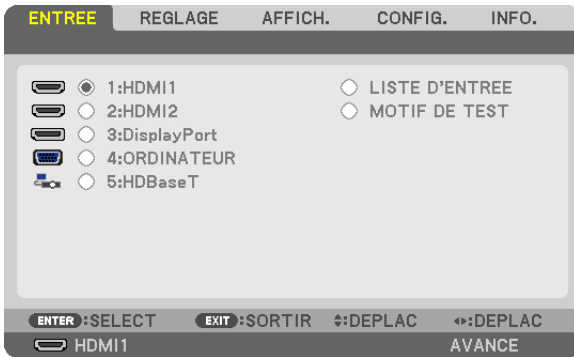 ENTREE REGLAGE AFFICH. CONFIG. INFO.
1:HDMI1 LISTE D'ENTREE
2:HDMI2 MOTIF DE TEST
3:DisplayPort
4:ORDINATEUR
5:HDBaseT
ENTER :SELECT EXIT :SORTIR :DEPLAC :DEPLAC
HDMI1 AVANCE